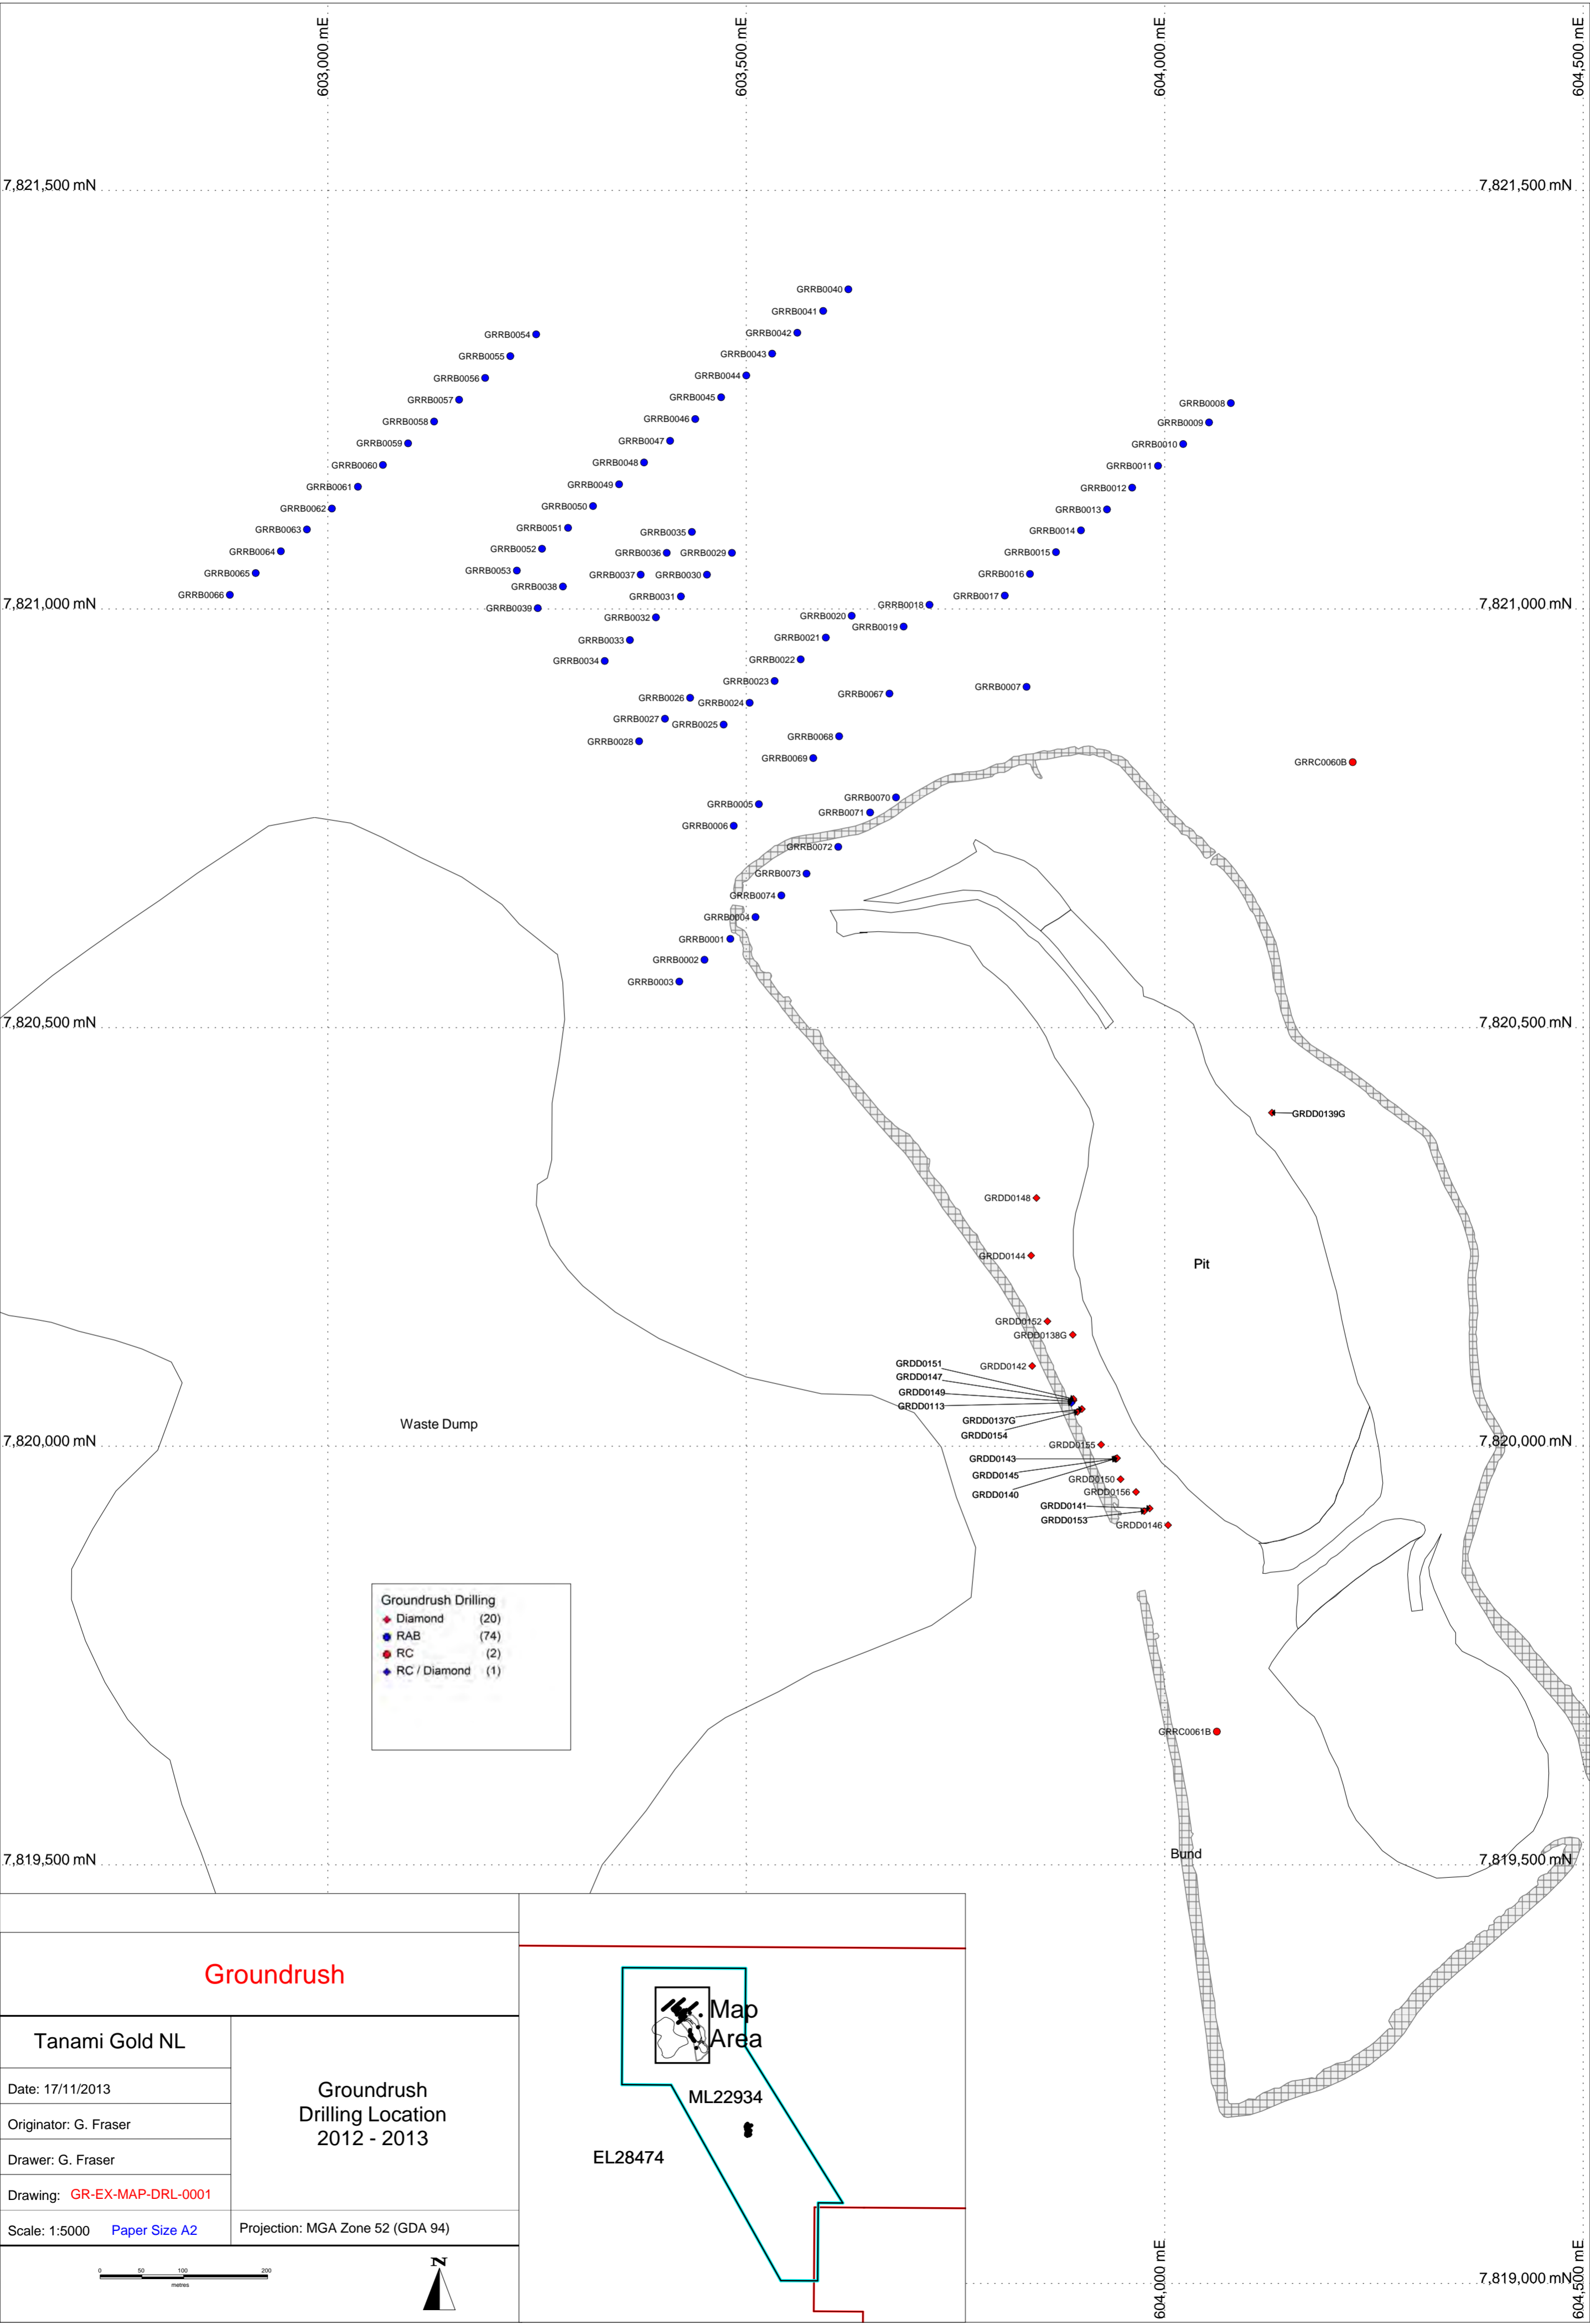 603,000 mE
603,500 mE
604,000 mE
604,500 mE
7,821,500 mN
7,821,500 mN
GRRB0040
GRRB0041
GRRB0042
GRRB0043
GRRB0044
GRRB0045
GRRB0046
GRRB0047
GRRB0048
GRRB0049
GRRB0050
GRRB0051
GRRB0052
GRRB0053
GRRB0054
GRRB0055
GRRB0056
GRRB0057
GRRB0058
GRRB0059
GRRB0060
GRRB0061
GRRB0062
GRRB0063
GRRB0064
GRRB0065
GRRB0066
GRRB0008
GRRB0009
GRRB0010
GRRB0011
GRRB0012
GRRB0013
GRRB0014
GRRB0015
GRRB0016
GRRB0017
GRRB0018
GRRB0019
GRRB0035
GRRB0036
GRRB0037
GRRB0038
GRRB0039
GRRB0029
GRRB0030
GRRB0031
GRRB0032
GRRB0033
GRRB0034
7,821,000 mN
7,821,000 mN
GRRB0020
GRRB0021
GRRB0022
GRRB0023
GRRB0024
GRRB0025
GRRB0026
GRRB0027
GRRB0028
GRRB0067
GRRB0007
GRRB0068
GRRB0069
GRRC0060B
GRRB0070
GRRB0071
GRRB0005
GRRB0006
GRRB0072
GRRB0073
GRRB0074
GRRB0004
GRRB0001
GRRB0002
GRRB0003
7,820,500 mN
7,820,500 mN
GRDD0139G
GRDD0148
GRDD0144
Pit
GRDD0152
GRDD0138G
GRDD0142
GRDD0151
GRDD0147
GRDD0149
GRDD0113
GRDD0137G
GRDD0154
Waste Dump
7,820,000 mN
7,820,000 mN
GRDD0155
GRDD0143
GRDD0145
GRDD0140
GRDD0150
GRDD0156
GRDD0141
GRDD0153
GRDD0146
Groundrush Drilling
Diamond (20)
RAB (74)
RC (2)
RC / Diamond (1)
GRRC0061B
Bund
7,819,500 mN
7,819,500 mN
Groundrush
Tanami Gold NL
Date: 17/11/2013
Originator: G. Fraser
Drawer: G. Fraser
Drawing: GR-EX-MAP-DRL-0001
Scale: 1:5000 Paper Size A2
Groundrush
Drilling Location
2012 - 2013
Projection: MGA Zone 52 (GDA 94)
0 50 100 200
metres
N
Map
Area
ML22934
EL28474
7,819,000 mN
604,000 mE
604,500 mE